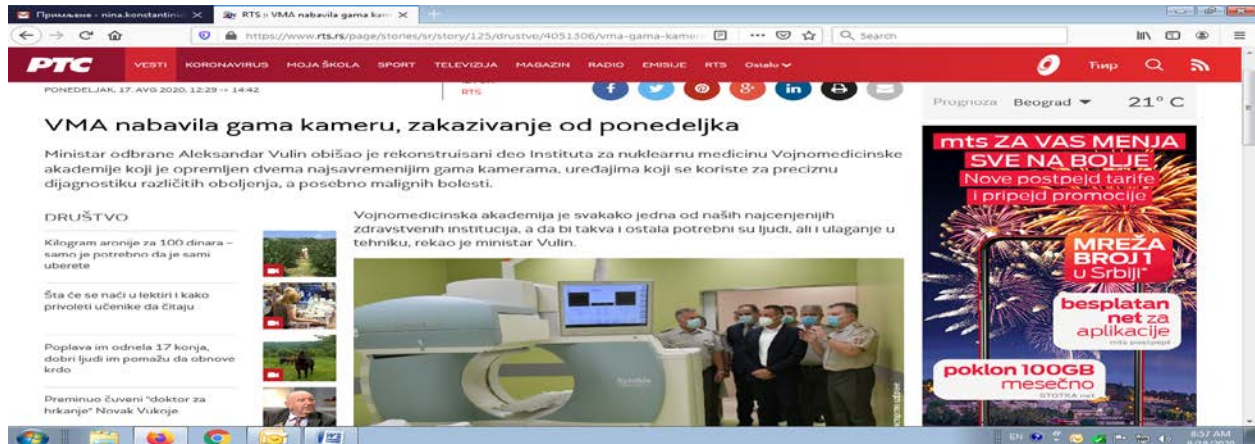 Примљене - nina.konstantini
RTS :: VMA nabavila gama kam
https://www.rts.rs/page/stories/sr/story/125/drustvo/4051306/vma-gama-kamer
Search
РТС
VESTI KORONAVIRUS MOJA ŠKOLA SPORT TELEVIZIJA MAGAZIN RADIO EMISIJE RTS Ostalo
Ћир
PONEDELJAK, 17. AVG 2020, 12:29 -> 14:42
RTS
Prognoza Beograd 21° C
VMA nabavila gama kameru, zakazivanje od ponedeljka
Ministar odbrane Aleksandar Vulin obišao je rekonstruisani deo Instituta za nuklearnu medicinu Vojnomedicinske
akademije koji je opremljen dvema najsavremenijim gama kamerama, uređajima koji se koriste za preciznu
dijagnostiku različitih oboljenja, a posebno malignih bolesti.
DRUŠTVO
Kilogram aronije za 100 dinara –
samo je potrebno da je sami
uberete
Šta će se naći u lektiri i kako
privoleti učenike da čitaju
Poplava im odnela 17 konja,
dobri ljudi im pomažu da obnove
krdo
Preminuo čuveni "doktor za
hrkanje" Novak Vukoje
Vojnomedicinska akademija je svakako jedna od naših najcenjenijih
zdravstvenih institucija, a da bi takva i ostala potrebni su ljudi, ali i ulaganje u
tehniku, rekao je ministar Vulin.
mts ZA VAS MENJA
SVE NA BOLJE
Nove postpejd tarife
i pripejd promocije
MREŽA
BROJ 1
u Srbiji*
besplatan
net za
aplikacije
mts postpejd
poklon 100GB
mesečno
STOTKA net
EN
8:57 AM